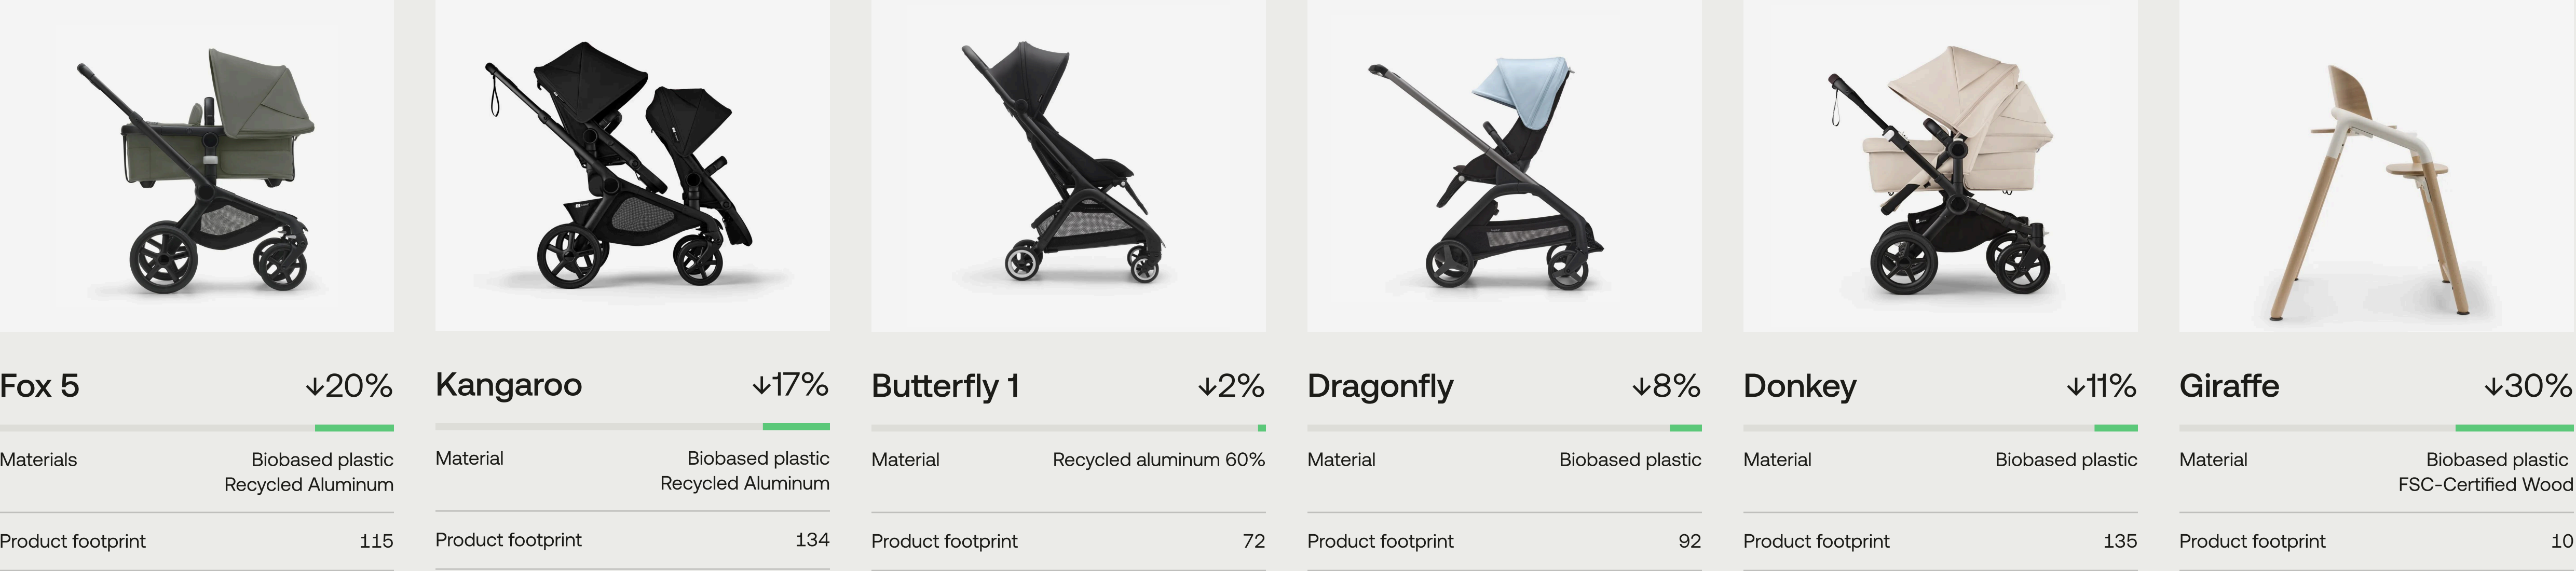 Fox 5 ↓20%
Materials Biobased plastic
Recycled Aluminum
Product footprint 115
Kangaroo ↓17%
Material Biobased plastic
Recycled Aluminum
Product footprint 134
Butterfly 1 ↓2%
Material Recycled aluminum 60%
Product footprint 72
Dragonfly ↓8%
Material Biobased plastic
Product footprint 92
Donkey ↓11%
Material Biobased plastic
Product footprint 135
Giraffe ↓30%
Material Biobased plastic
FSC-Certified Wood
Product footprint 10